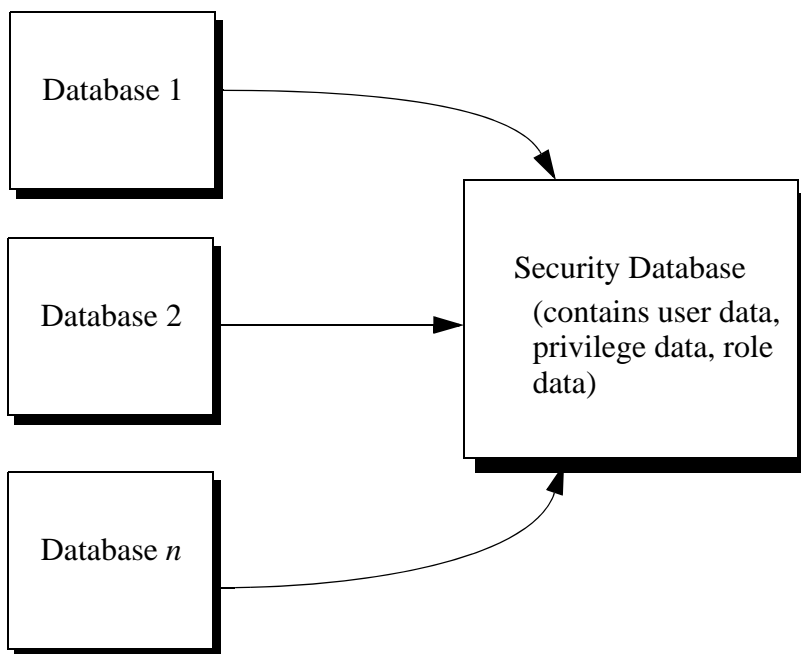 Database 1
Database 2
Database n
Security Database
(contains user data,
privilege data, role
data)